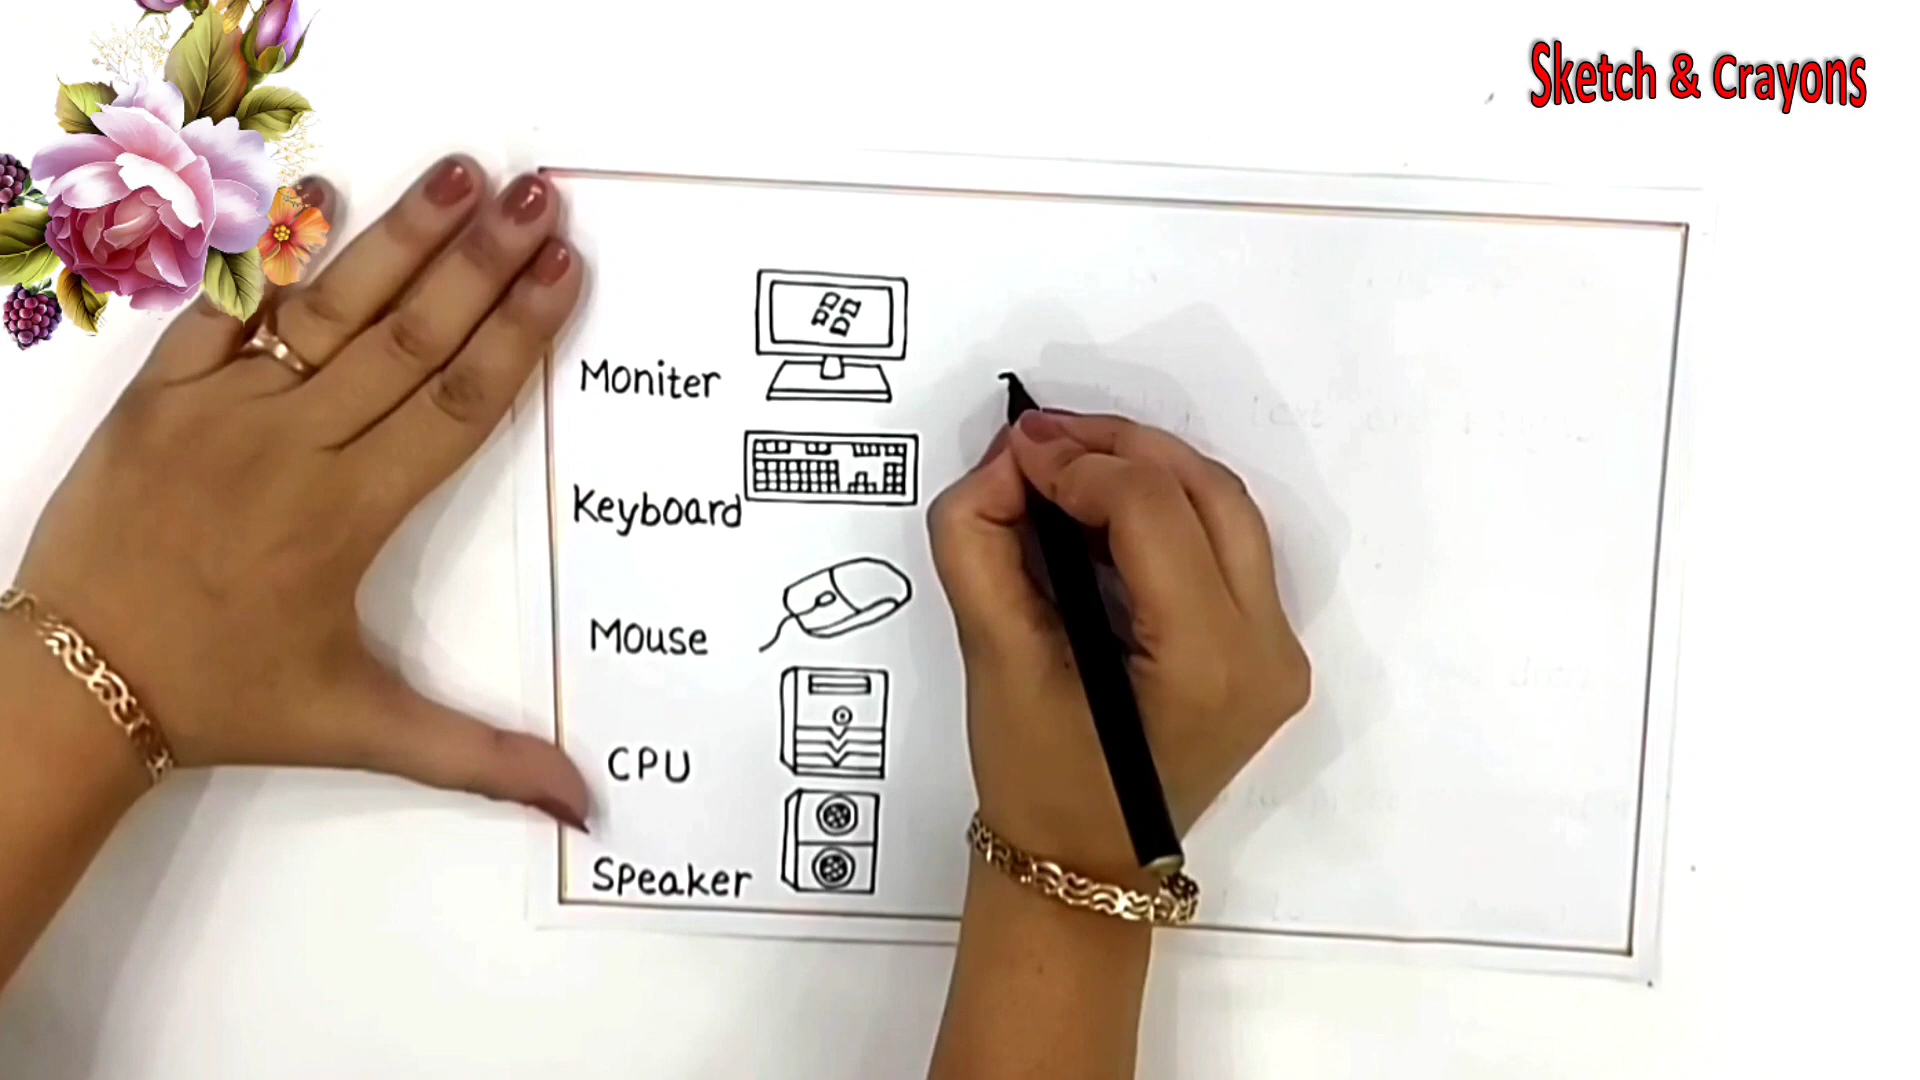 Sketch & Crayons
Moniter
Keyboard
Mouse
CPU
Speaker